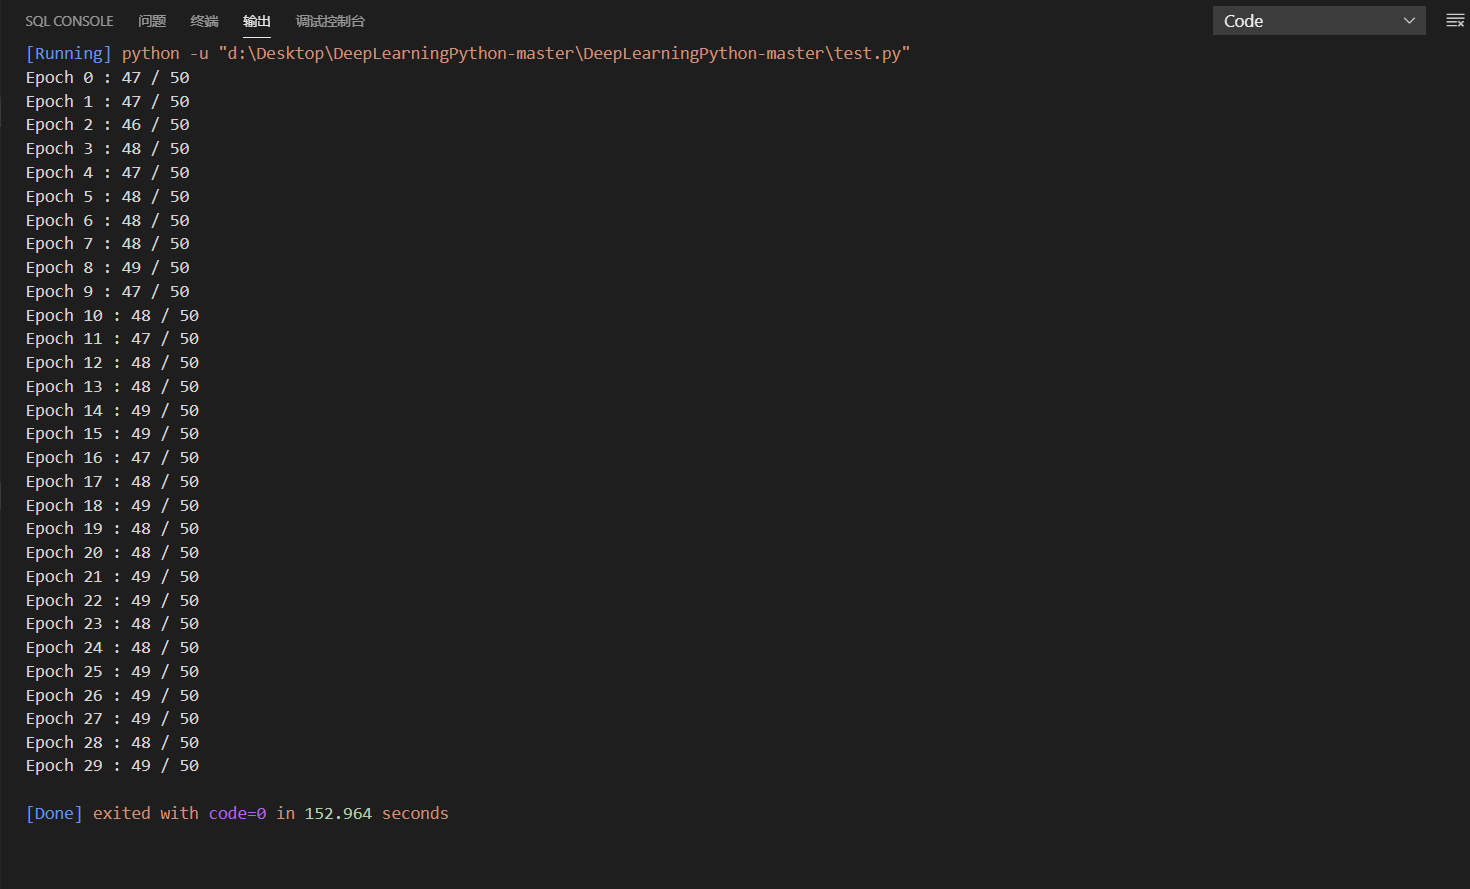 SQL CONSOLE 问题 终端 输出 调试控制台 Code
[Running] python -u "d:\Desktop\DeepLearningPython-master\DeepLearningPython-master\test.py"
Epoch 0 : 47 / 50
Epoch 1 : 47 / 50
Epoch 2 : 46 / 50
Epoch 3 : 48 / 50
Epoch 4 : 47 / 50
Epoch 5 : 48 / 50
Epoch 6 : 48 / 50
Epoch 7 : 48 / 50
Epoch 8 : 49 / 50
Epoch 9 : 47 / 50
Epoch 10 : 48 / 50
Epoch 11 : 47 / 50
Epoch 12 : 48 / 50
Epoch 13 : 48 / 50
Epoch 14 : 49 / 50
Epoch 15 : 49 / 50
Epoch 16 : 47 / 50
Epoch 17 : 48 / 50
Epoch 18 : 49 / 50
Epoch 19 : 48 / 50
Epoch 20 : 48 / 50
Epoch 21 : 49 / 50
Epoch 22 : 49 / 50
Epoch 23 : 48 / 50
Epoch 24 : 48 / 50
Epoch 25 : 49 / 50
Epoch 26 : 49 / 50
Epoch 27 : 49 / 50
Epoch 28 : 48 / 50
Epoch 29 : 49 / 50
[Done] exited with code=0 in 152.964 seconds